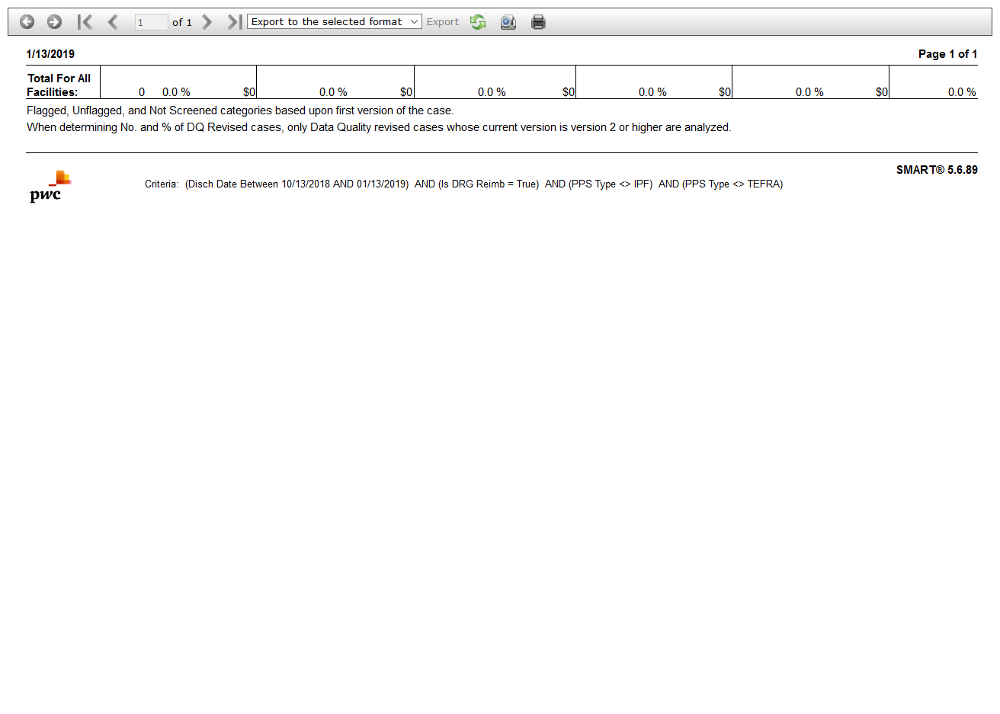 1 of 1 Export to the selected format Export
1/13/2019 Page 1 of 1
Total For All
Facilities: 0 0.0 % $0 0.0 % $0 0.0 % $0 0.0 % $0 0.0 % $0 0.0 %
Flagged, Unflagged, and Not Screened categories based upon first version of the case.
When determining No. and % of DQ Revised cases, only Data Quality revised cases whose current version is version 2 or higher are analyzed.
SMART® 5.6.89
Criteria: (Disch Date Between 10/13/2018 AND 01/13/2019) AND (Is DRG Reimb = True) AND (PPS Type <> IPF) AND (PPS Type <> TEFRA)
pwc